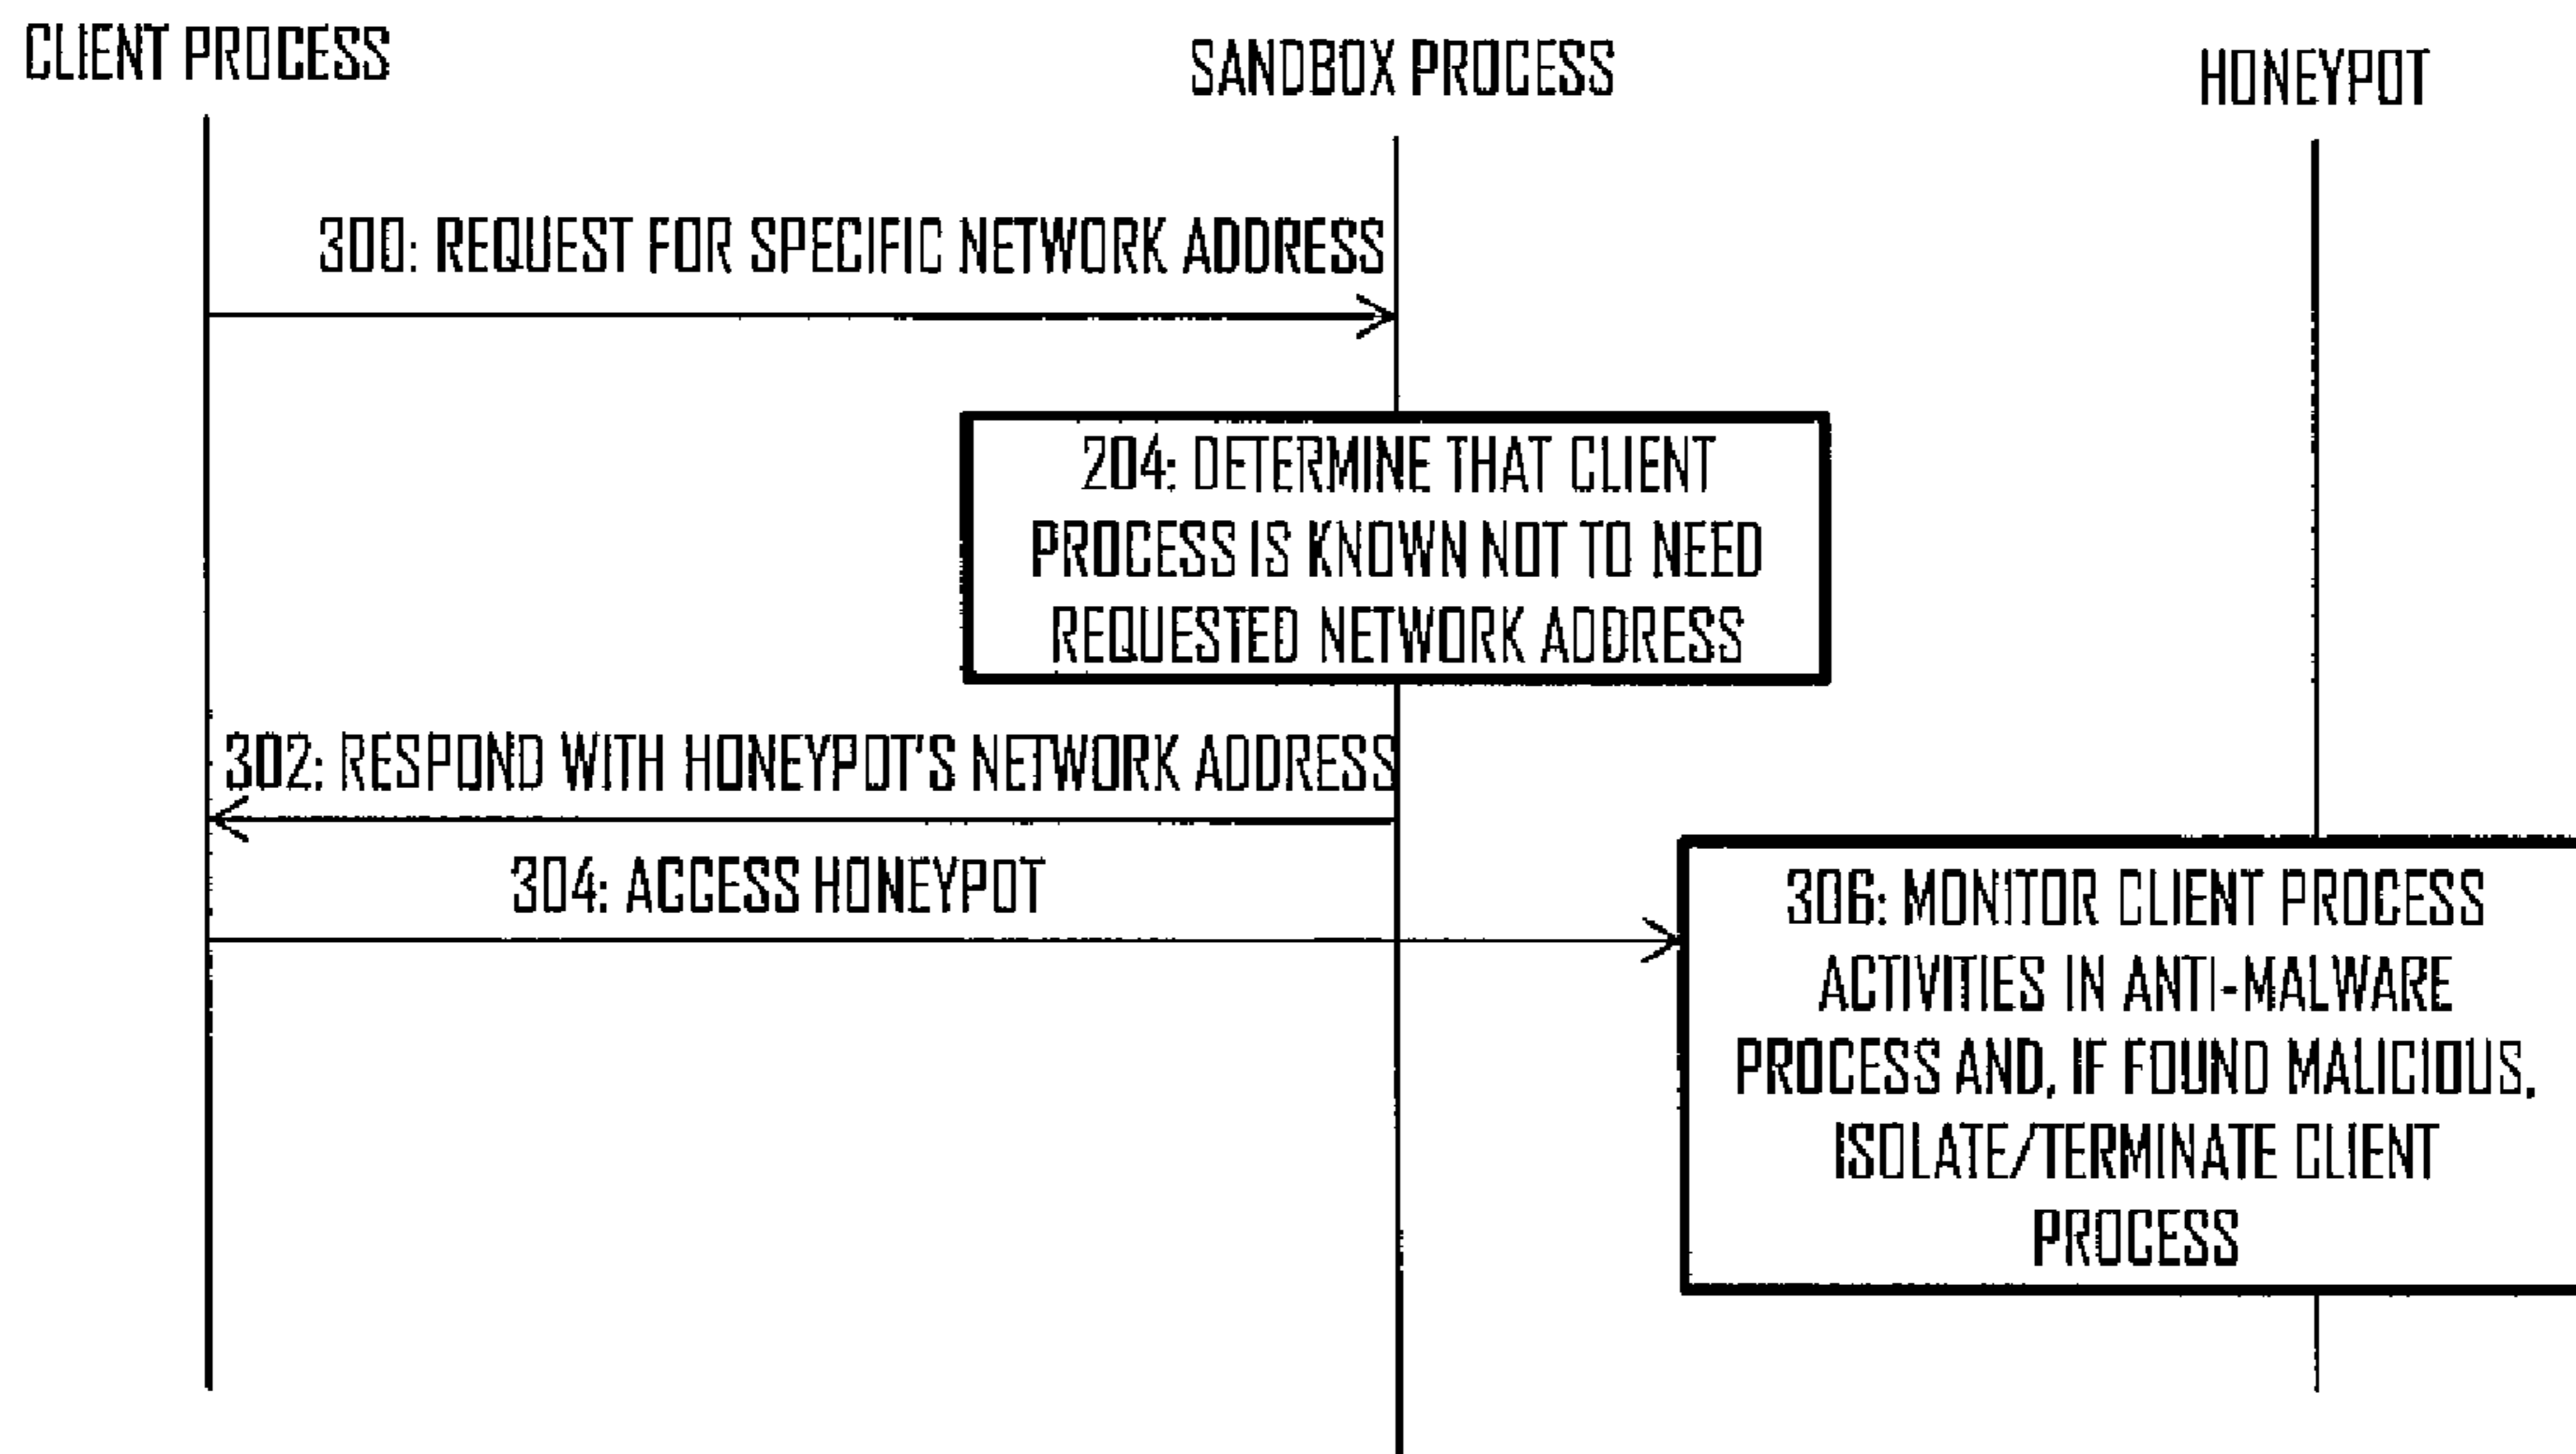 CLIENT PROCESS
SANDBOX PROCESS
HONEYPOT
300: REQUEST FOR SPECIFIC NETWORK ADDRESS
204: DETERMINE THAT CLIENT
PROCESS IS KNOWN NOT TO NEED
REQUESTED NETWORK ADDRESS
302: RESPOND WITH HONEYPOT'S NETWORK ADDRESS
304: ACCESS HONEYPOT
306: MONITOR CLIENT PROCESS
ACTIVITIES IN ANTI-MALWARE
PROCESS AND, IF FOUND MALICIOUS,
ISOLATE/TERMINATE CLIENT
PROCESS